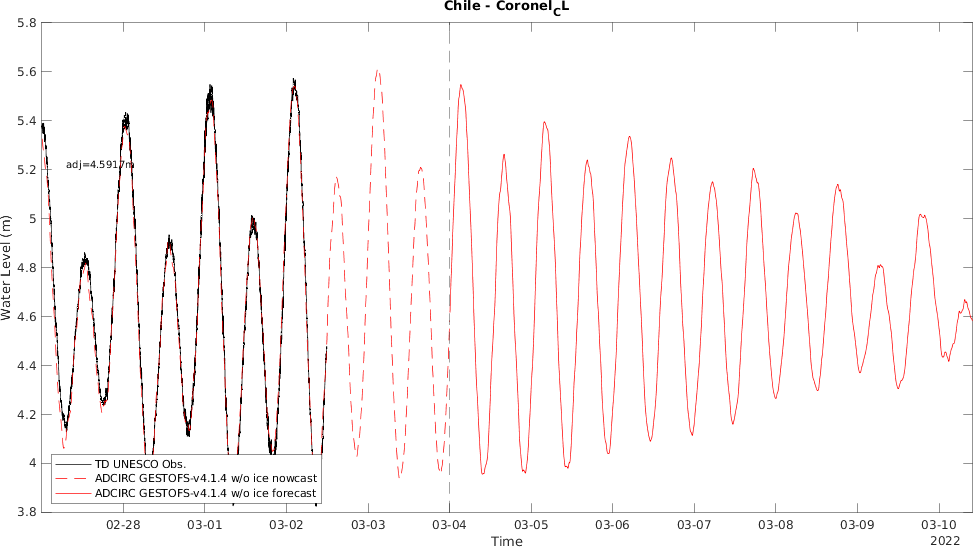 Chile - Coronel_CL
5.8
5.6
5.4
5.2
5
4.8
4.6
4.4
4.2
4
3.8
Water Level (m)
adj=4.5917m
TD UNESCO Obs.
ADCIRC GESTOFS-v4.1.4 w/o ice nowcast
ADCIRC GESTOFS-v4.1.4 w/o ice forecast
02-28 03-01 03-02 03-03 03-04 03-05 03-06 03-07 03-08 03-09 03-10
Time 2022